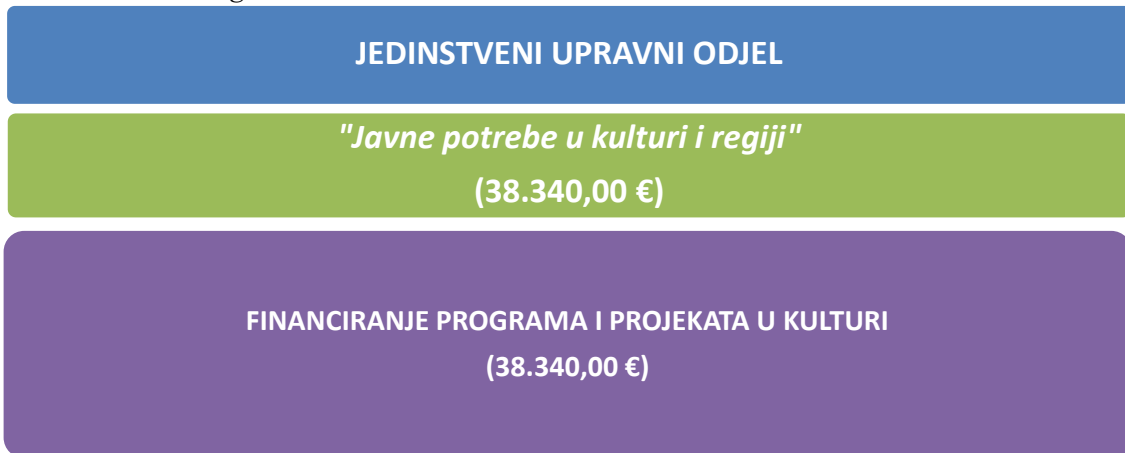 JEDINSTVENI UPRAVNI ODJEL
"Javne potrebe u kulturi i regiji"
(38.340,00 €)
FINANCIRANJE PROGRAMA I PROJEKATA U KULTURI
(38.340,00 €)